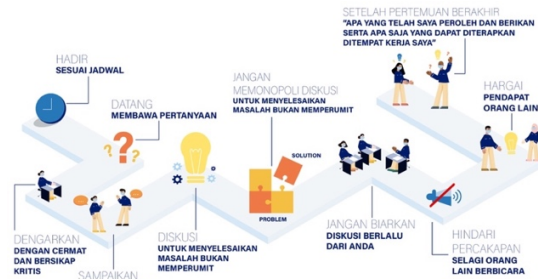 HADIR
SESUAI JADWAL
DATANG
MEMBAWA PERTANYAAN
DENGARKAN
DENGAN CERMAT
DAN BERSIKAP
KRITIS
SAMPAIKAN
DISKUSI
UNTUK MENYELESAIKAN
MASALAH BUKAN
MEMPERUMIT
JANGAN
MEMONOPOLI DISKUSI
UNTUK MENYELESAIKAN
MASALAH BUKAN MEMPERUMIT
SOLUTION
PROBLEM
JANGAN BIARKAN
DISKUSI BERLALU
DARI ANDA
HINDARI
PERCAKAPAN
SELAGI ORANG
LAIN BERBICARA
HARGAI
PENDAPAT
ORANG LAIN
SETELAH PERTEMUAN BERAKHIR
"APA YANG TELAH SAYA PEROLEH DAN BERIKAN
SERTA APA SAJA YANG DAPAT DITERAPKAN
DITEMPAT KERJA SAYA"